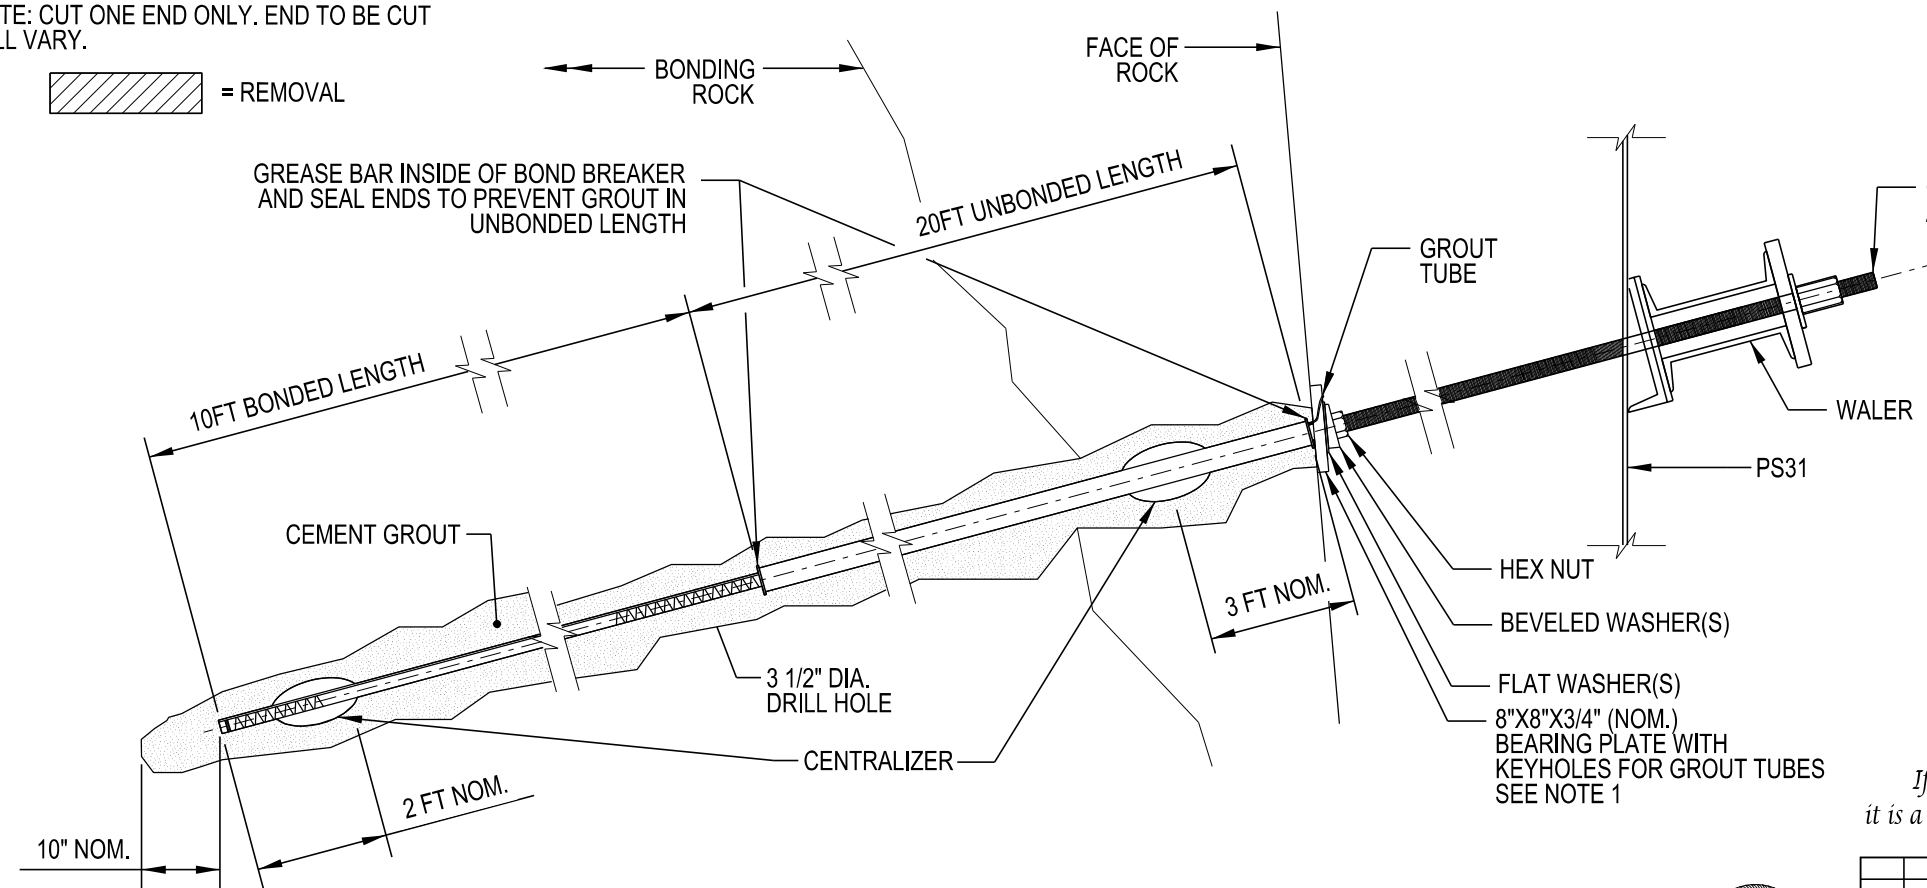 TE: CUT ONE END ONLY. END TO BE CUT
LL VARY.
= REMOVAL
BONDING
ROCK
FACE OF
ROCK
GREASE BAR INSIDE OF BOND BREAKER
AND SEAL ENDS TO PREVENT GROUT IN
UNBONDED LENGTH
20FT UNBONDED LENGTH
GROUT
TUBE
10FT BONDED LENGTH
WALER
PS31
CEMENT GROUT
HEX NUT
3 FT NOM.
BEVELED WASHER(S)
3 1/2" DIA.
DRILL HOLE
FLAT WASHER(S)
8"X8"X3/4" (NOM.)
BEARING PLATE WITH
KEYHOLES FOR GROUT TUBES
SEE NOTE 1
CENTRALIZER
2 FT NOM.
10" NOM.
If
it is a